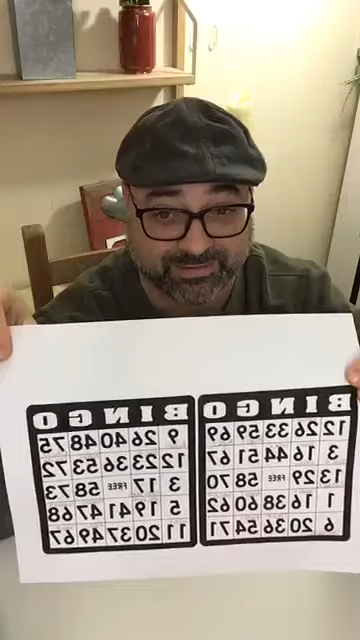 BINGO BINGO
12 26 33 59 69 9 26 40 48 75
3 16 44 51 67 12 23 36 53 72
13 29 FREE 58 70 3 17 FREE 58 73
1 16 38 60 62 5 19 41 47 68
6 20 36 54 71 11 20 37 49 67